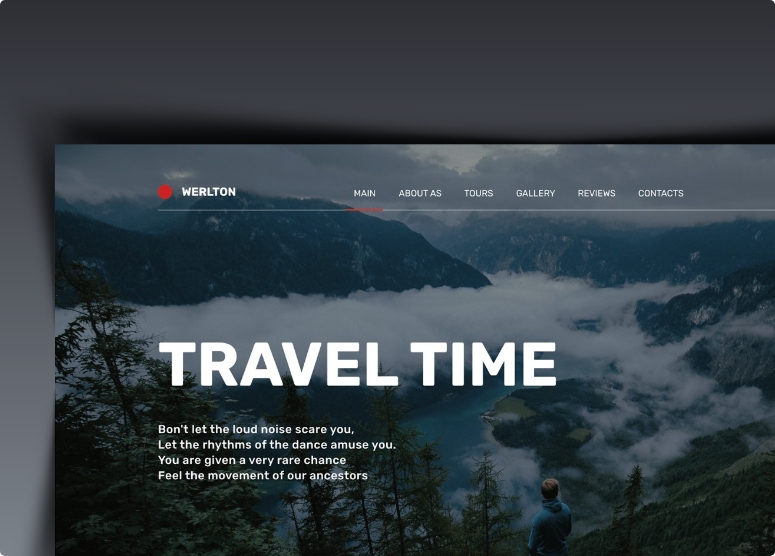 WERLTON
MAIN ABOUT AS TOURS GALLERY REVIEWS CONTACTS
TRAVEL TIME
Bon't let the loud noise scare you,
Let the rhythms of the dance amuse you.
You are given a very rare chance
Feel the movement of our ancestors